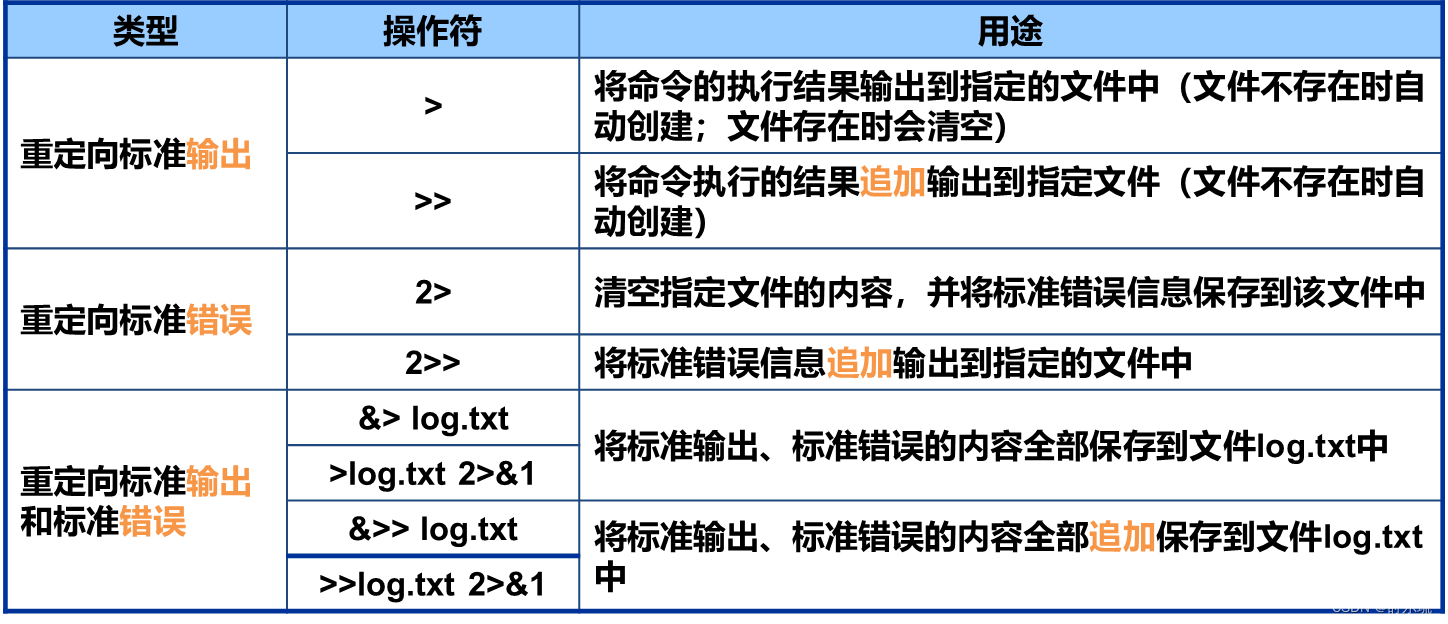 类型 操作符 用途
重定向标准输出
>
将命令的执行结果输出到指定的文件中（文件不存在时自
动创建；文件存在时会清空）
>>
将命令执行的结果追加输出到指定文件（文件不存在时自
动创建）
重定向标准错误
2>
清空指定文件的内容，并将标准错误信息保存到该文件中
2>>
将标准错误信息追加输出到指定的文件中
重定向标准输出
和标准错误
&> log.txt
>log.txt 2>&1
将标准输出、标准错误的内容全部保存到文件log.txt中
&>> log.txt
>>log.txt 2>&1
将标准输出、标准错误的内容全部追加保存到文件log.txt
中